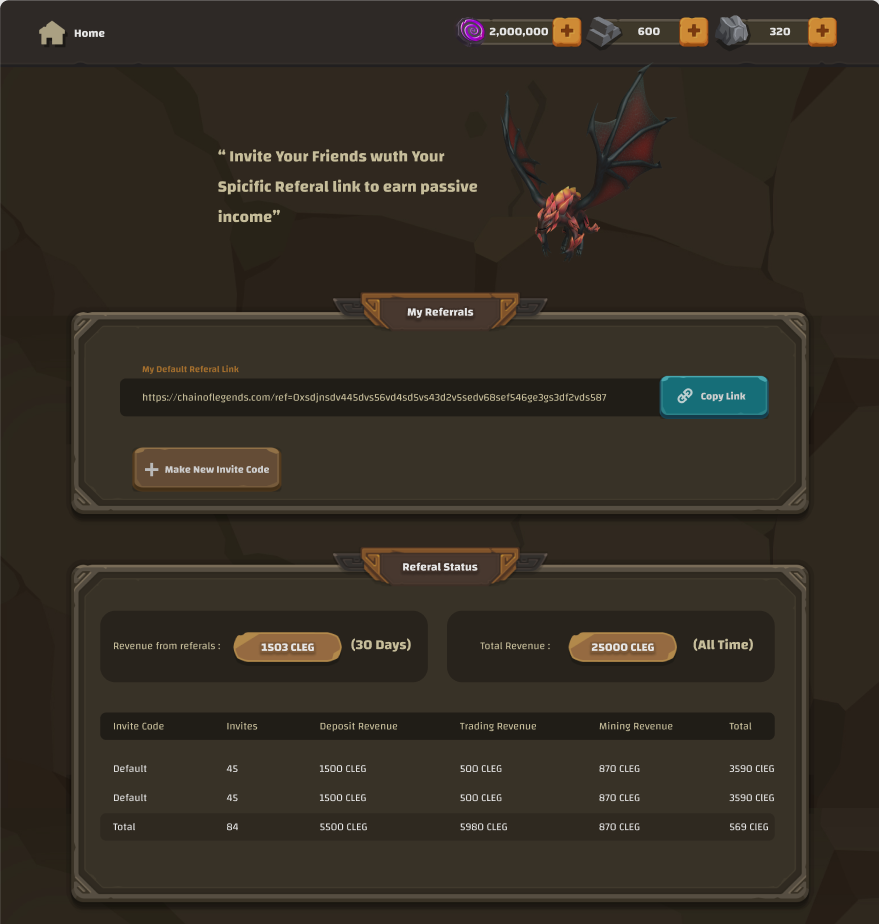 Home
2,000,000
600
320
“ Invite Your Friends wuth Your
Spicific Referal link to earn passive
income”
My Referrals
My Default Referal Link
https://chainoflegends.com/ref=0xsdjnsdv445dvs56vd4sd5vs43d2v5sedv68sef546ge3gs3df2vds587
Copy Link
Make New Invite Code
Referal Status
Revenue from referals : 1503 CLEG (30 Days)
Total Revenue : 25000 CLEG (All Time)
Invite Code Invites Deposit Revenue Trading Revenue Mining Revenue Total
Default 45 1500 CLEG 500 CLEG 870 CLEG 3590 ClEG
Default 45 1500 CLEG 500 CLEG 870 CLEG 3590 ClEG
Total 84 5500 CLEG 5980 CLEG 870 CLEG 569 ClEG